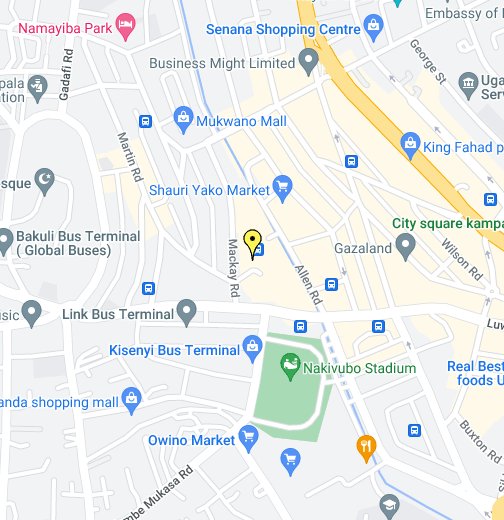 Namayiba Park
Senana Shopping Centre
Embassy of
Business Might Limited
George St
Gadafi Rd
pala
ation
Uga
Serv
Mukwano Mall
Martin Rd
King Fahad p
sque
Shauri Yako Market
City square kampa
Bakuli Bus Terminal
( Global Buses)
Gazaland
Wilson Rd
Mackay Rd
Allen Rd
sic
Link Bus Terminal
Luw
Kisenyi Bus Terminal
Nakivubo Stadium
Real Best
foods U
anda shopping mall
Owino Market
Buxton Rd
mbe Mukasa Rd